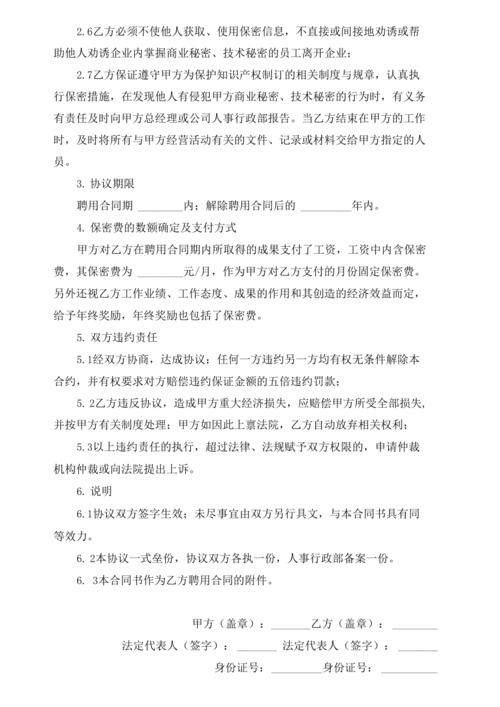 2.6乙方必须不使他人获取、使用保密信息，不直接或间接地劝诱或帮
助他人劝诱企业内掌握商业秘密、技术秘密的员工离开企业；
2.7乙方保证遵守甲方为保护知识产权制订的相关制度与规章，认真执
行保密措施，在发现他人有侵犯甲方商业秘密、技术秘密的行为时，有义务
有责任及时向甲方总经理或公司人事行政部报告。当乙方结束在甲方的工作
时，及时将所有与甲方经营活动有关的文件、记录或材料交给甲方指定的人
员。
3. 协议期限
聘用合同期 ________内；解除聘用合同后的 _________年内。
4. 保密费的数额确定及支付方式
甲方对乙方在聘用合同期内所取得的成果支付了工资，工资中内含保密
费，其保密费为 ________元/月，作为甲方对乙方支付的月份固定保密费。
另外还视乙方工作业绩、工作态度、成果的作用和其创造的经济效益而定，
给予年终奖励，年终奖励也包括了保密费。
5. 双方违约责任
5.1经双方协商，达成协议：任何一方违约另一方均有权无条件解除本
合约，并有权要求对方赔偿违约保证金额的五倍违约罚款；
5. 2乙方违反协议，造成甲方重大经济损失，应赔偿甲方所受全部损失，
并按甲方有关制度处理；甲方如因此上禀法院，乙方自动放弃相关权利；
5.3以上违约责任的执行，超过法律、法规赋予双方权限的，申请仲裁
机构仲裁或向法院提出上诉。
6. 说明
6.1协议双方签字生效；未尽事宜由双方另行具文，与本合同书具有同
等效力。
6. 2本协议一式垒份，协议双方各执一份，人事行政部备案一份。
6. 3本合同书作为乙方聘用合同的附件。
甲方（盖章）：_______乙方（盖章）：________
法定代表人（签字）：_______ 法定代表人（签字）：_______
身份证号：________身份证号：_________